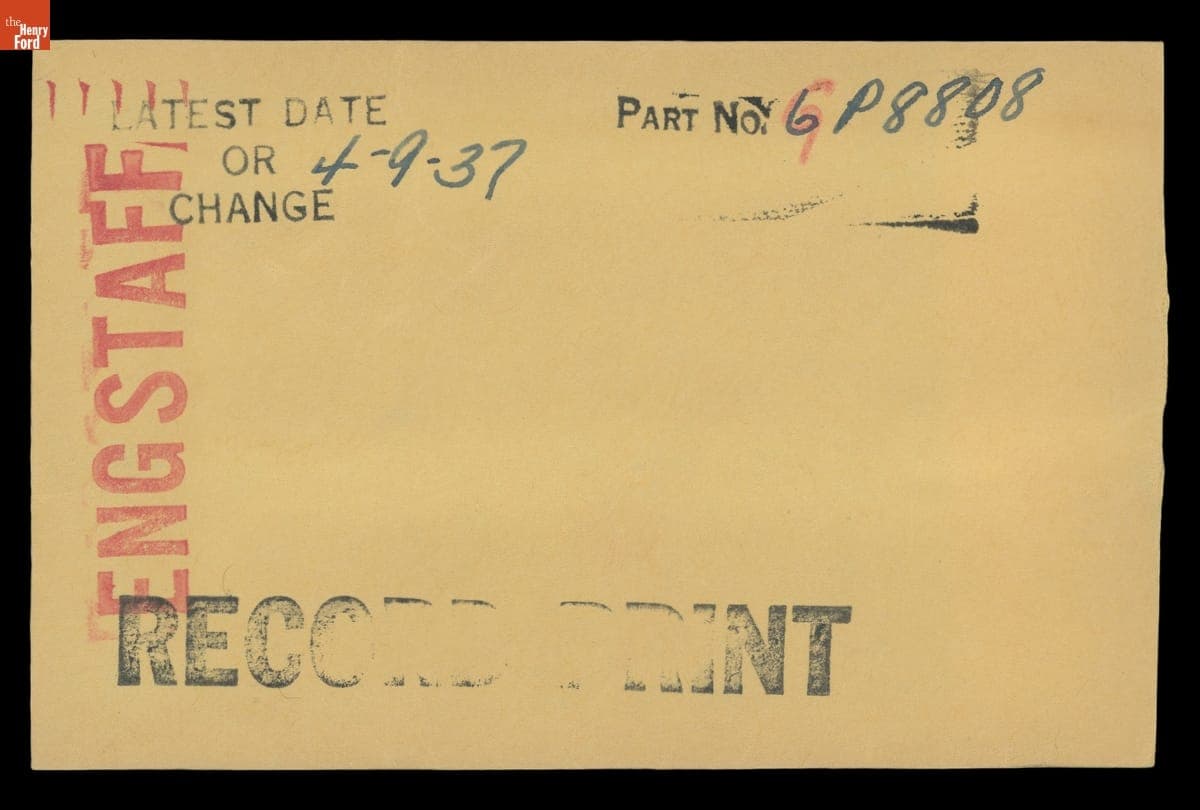 the
Henry
Ford
LATEST DATE
OR 4-9-37
CHANGE
PART NO. 6P8808
ENGSTAFF
RECORD PRINT